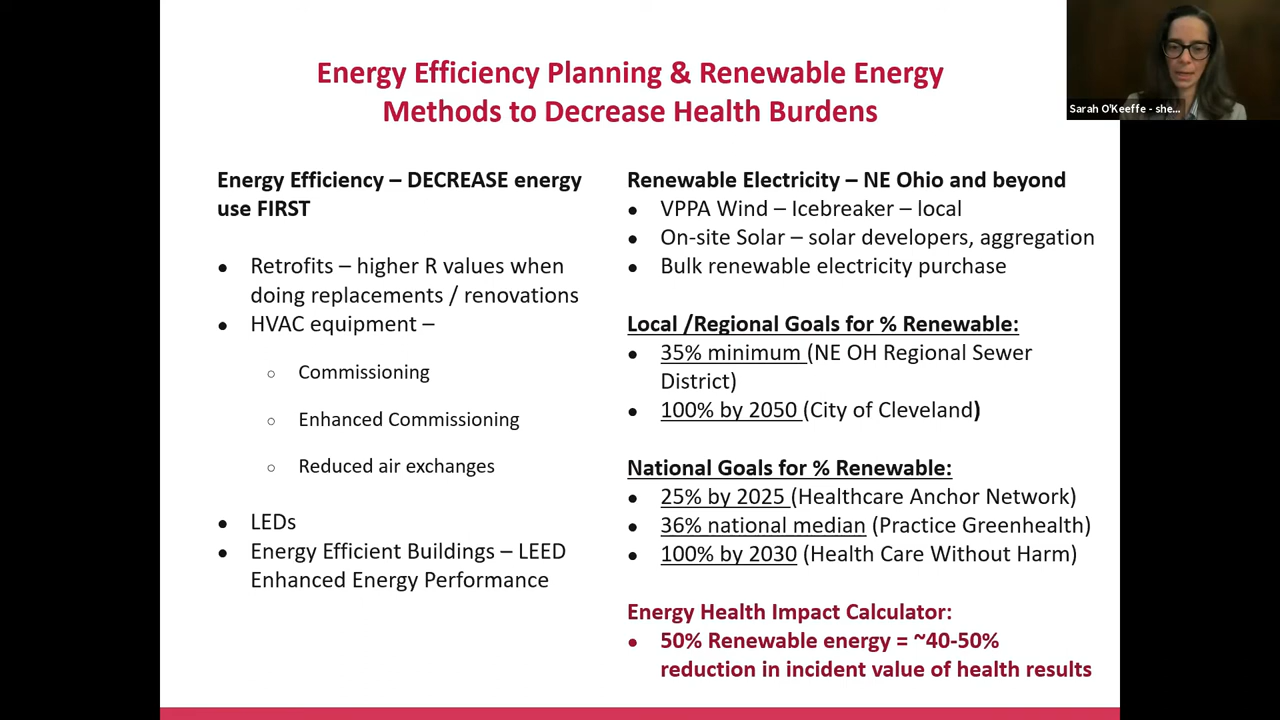 Energy Efficiency Planning & Renewable Energy
Methods to Decrease Health Burdens
Sarah O'Keeffe - she...
Energy Efficiency – DECREASE energy
use FIRST
● Retrofits – higher R values when
doing replacements / renovations
● HVAC equipment –
○ Commissioning
○ Enhanced Commissioning
○ Reduced air exchanges
● LEDs
● Energy Efficient Buildings – LEED
Enhanced Energy Performance
Renewable Electricity – NE Ohio and beyond
● VPPA Wind – Icebreaker – local
● On-site Solar – solar developers, aggregation
● Bulk renewable electricity purchase
Local /Regional Goals for % Renewable:
● 35% minimum (NE OH Regional Sewer
District)
● 100% by 2050 (City of Cleveland)
National Goals for % Renewable:
● 25% by 2025 (Healthcare Anchor Network)
● 36% national median (Practice Greenhealth)
● 100% by 2030 (Health Care Without Harm)
Energy Health Impact Calculator:
● 50% Renewable energy = ~40-50%
reduction in incident value of health results